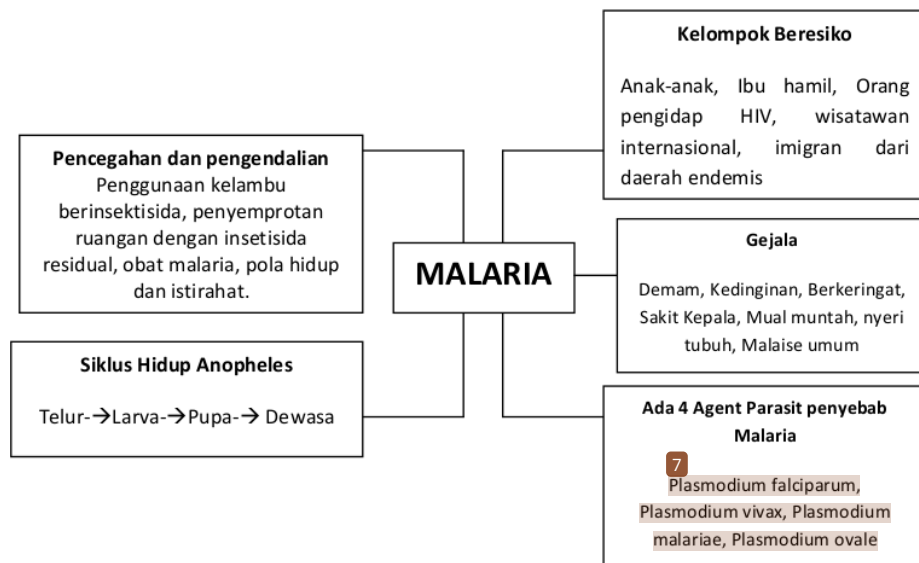 Kelompok Beresiko
Anak-anak, Ibu hamil, Orang
pengidap HIV, wisatawan
internasional, imigran dari
daerah endemis
Pencegahan dan pengendalian
Penggunaan kelambu
berinsektisida, penyemprotan
ruangan dengan insetisida
residual, obat malaria, pola hidup
dan istirahat.
MALARIA
Gejala
Demam, Kedinginan, Berkeringat,
Sakit Kepala, Mual muntah, nyeri
tubuh, Malaise umum
Siklus Hidup Anopheles
Telur-→Larva-→Pupa-→ Dewasa
Ada 4 Agent Parasit penyebab
Malaria
7
Plasmodium falciparum,
Plasmodium vivax, Plasmodium
malariae, Plasmodium ovale